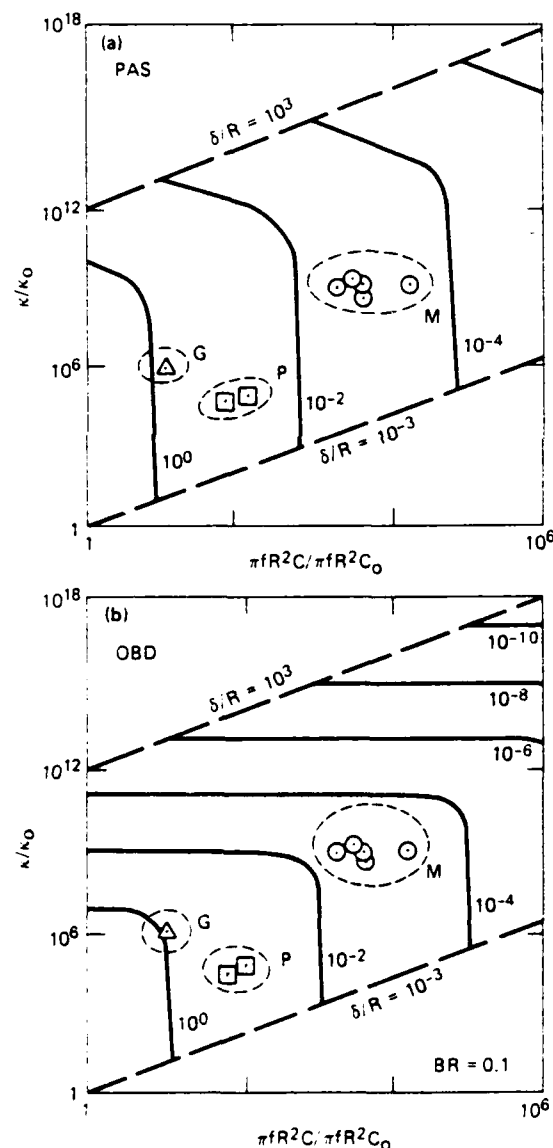 10¹⁸
(a)
PAS
δ/R = 10³
10¹²
κ/κ₀
G
M
10⁶
P
10⁻⁴
10⁻²
10⁰
δ/R = 10⁻³
1
1
10⁶
πfR²C/πfR²C₀
10¹⁸
(b)
OBD
10⁻¹⁰
δ/R = 10³
10⁻⁸
10⁻⁶
10¹²
κ/κ₀
M
G
10⁶
P
10⁻⁴
10⁻²
10⁰
δ/R = 10⁻³
BR = 0.1
1
1
10⁶
πfR²C/πfR²C₀